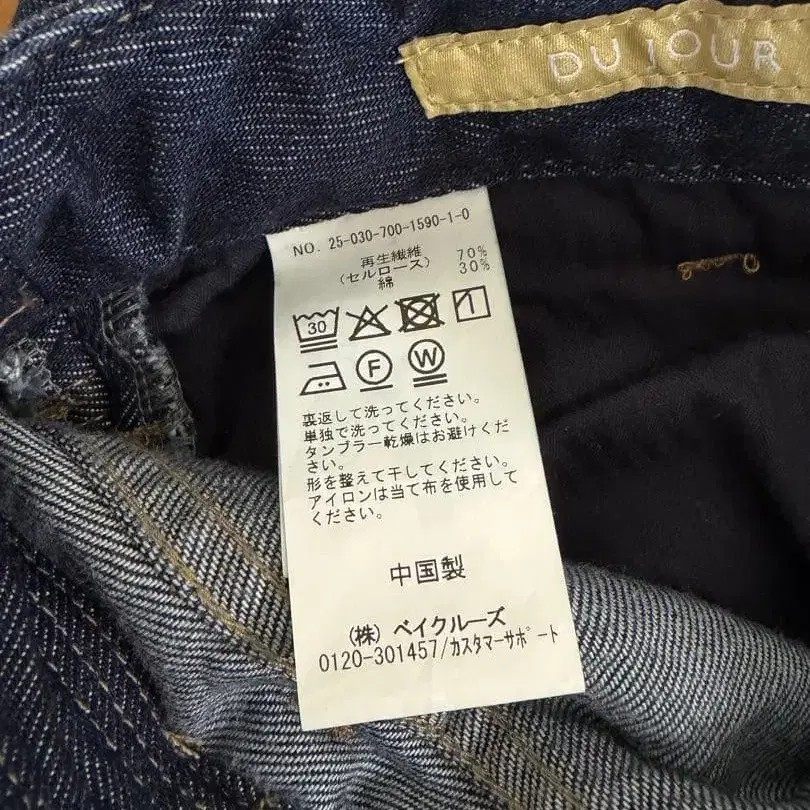 DU JOUR
NO. 25-030-700-1590-1-0
再生繊維 70%
(セルロース)
綿 30%
30
F W
裏返して洗ってください。
単独で洗ってください。
タンブラー乾燥はお避けくだ
さい。
形を整えて干してください。
アイロンは当て布を使用して
ください。
中国製
(株) ベイクルーズ
0120-301457/カスタマーサポート